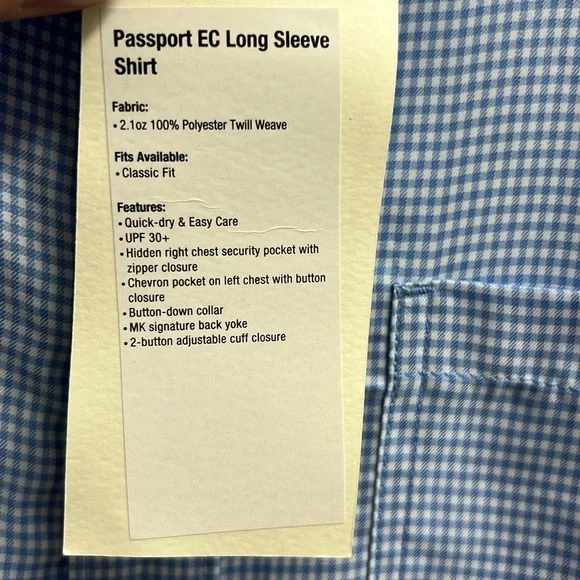 Passport EC Long Sleeve
Shirt
Fabric:
• 2.1oz 100% Polyester Twill Weave
Fits Available:
• Classic Fit
Features:
• Quick-dry & Easy Care
• UPF 30+
• Hidden right chest security pocket with
zipper closure
• Chevron pocket on left chest with button
closure
• Button-down collar
• MK signature back yoke
• 2-button adjustable cuff closure